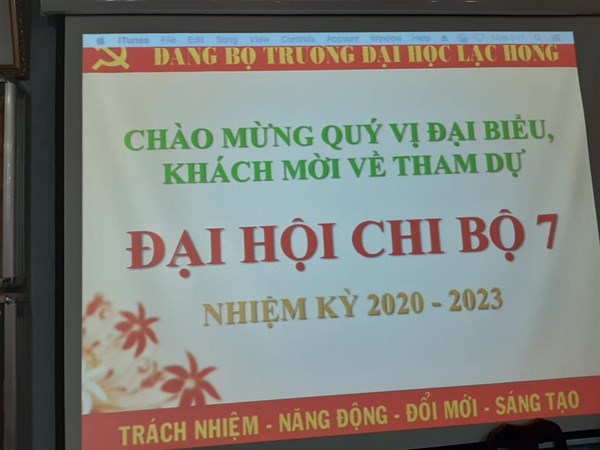 iTunes File Edit Song View Controls Account Window Help
ĐẢNG BỘ TRƯỜNG ĐẠI HỌC LẠC HỒNG
CHÀO MỪNG QUÝ VỊ ĐẠI BIỂU,
KHÁCH MỜI VỀ THAM DỰ
ĐẠI HỘI CHI BỘ 7
NHIỆM KỲ 2020 - 2023
TRÁCH NHIỆM - NĂNG ĐỘNG - ĐỔI MỚI - SÁNG TẠO